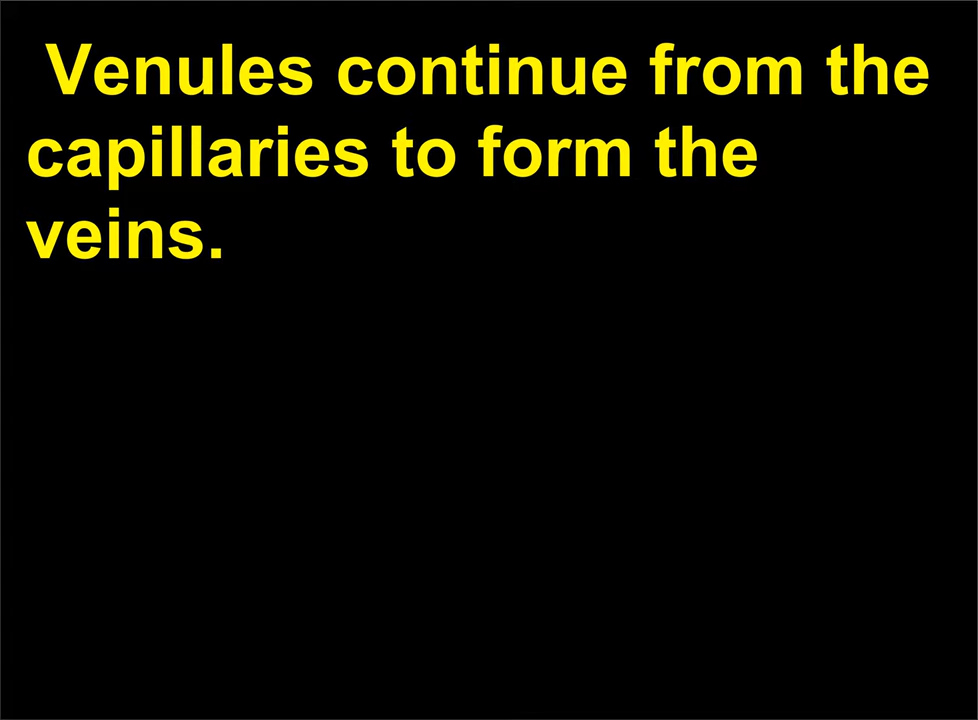 Venules continue from the
capillaries to form the
veins.